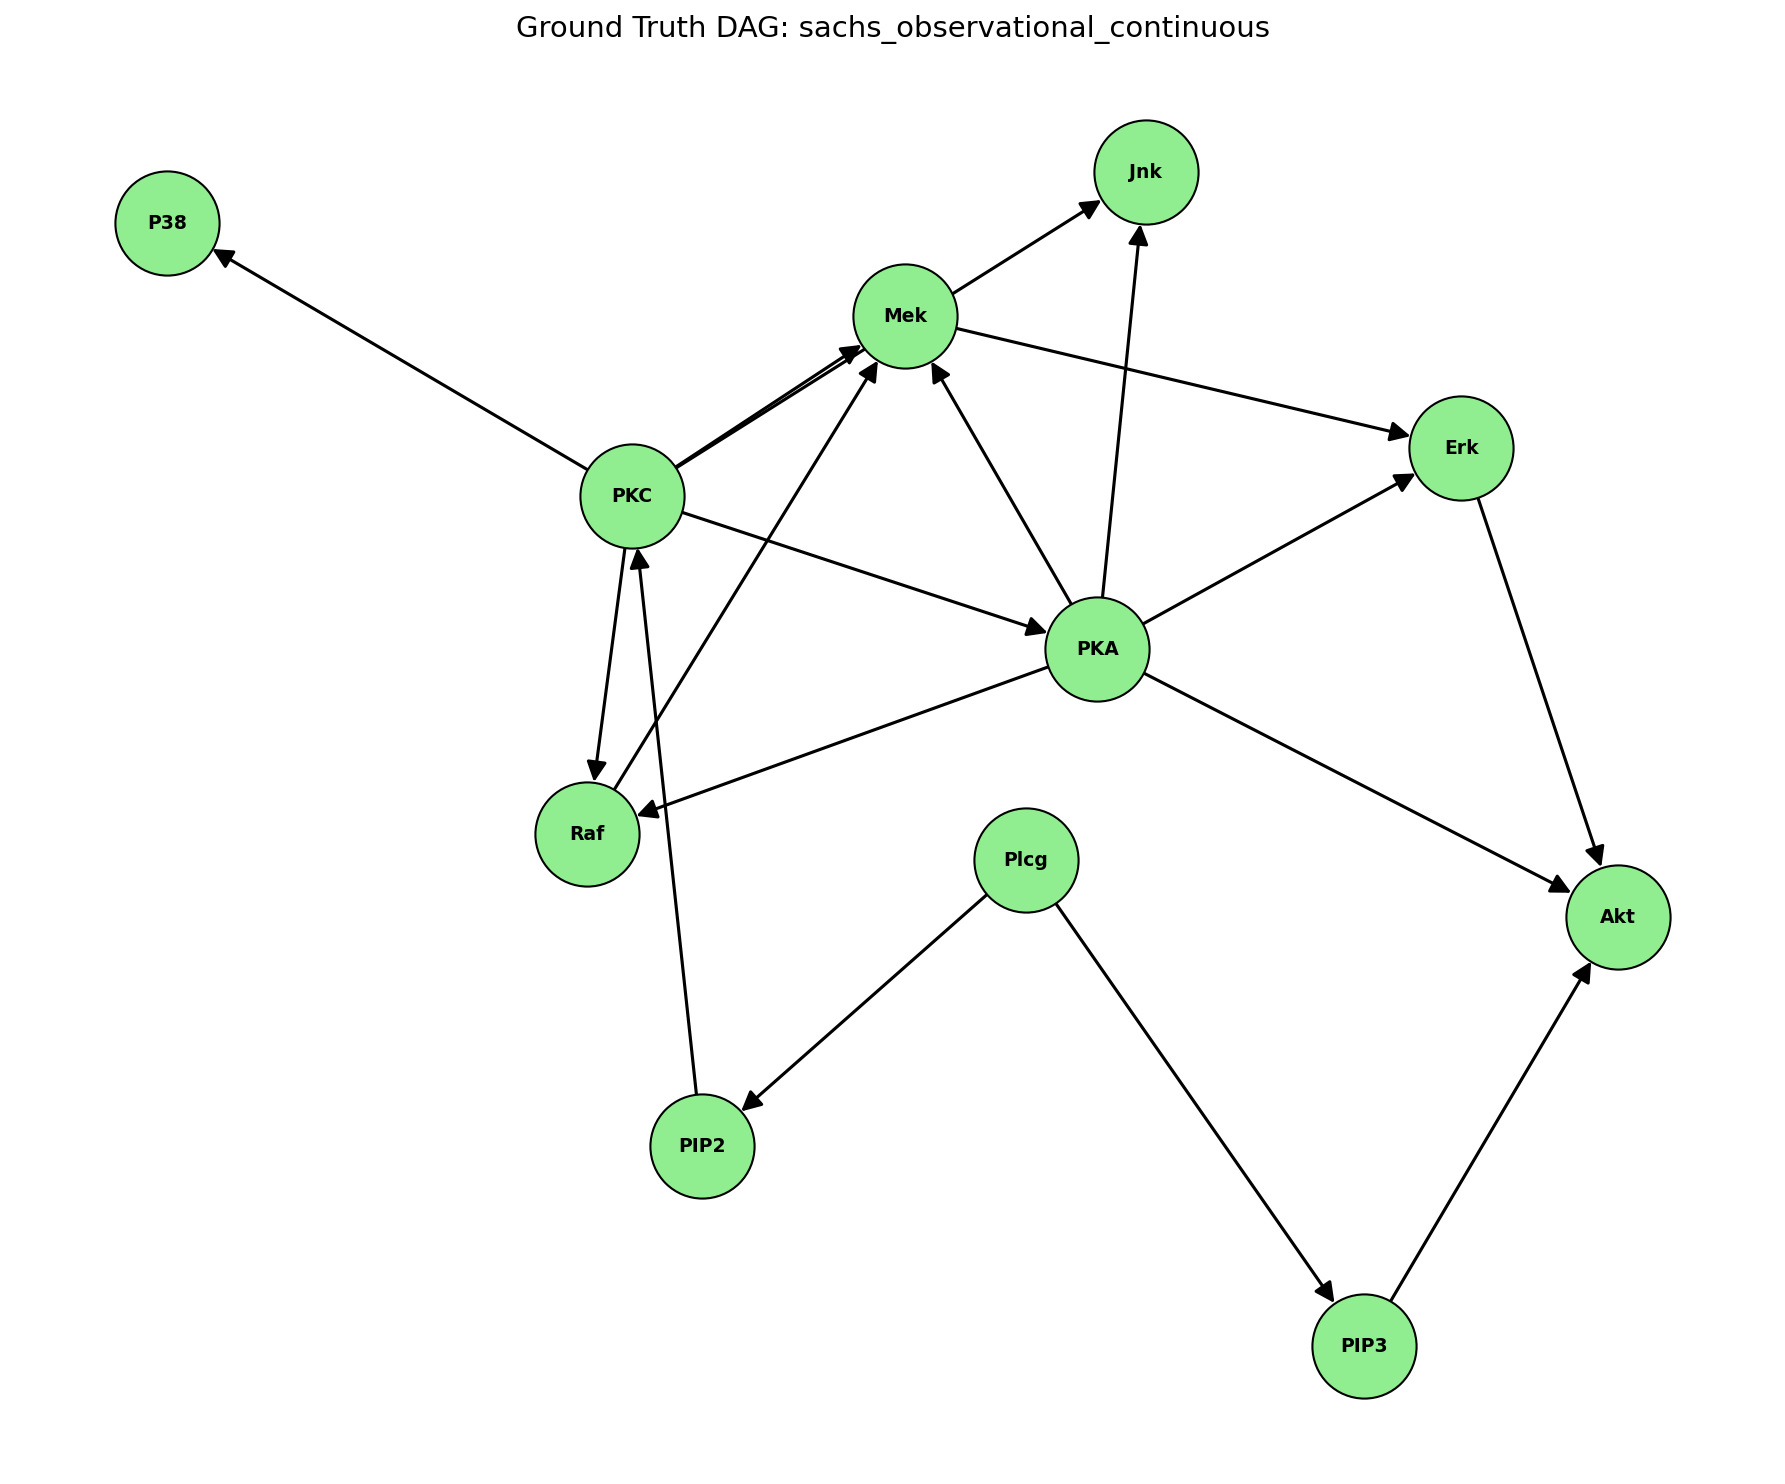 Ground Truth DAG: sachs_observational_continuous
Jnk
P38
Mek
Erk
PKC
PKA
Raf
Plcg
Akt
PIP2
PIP3